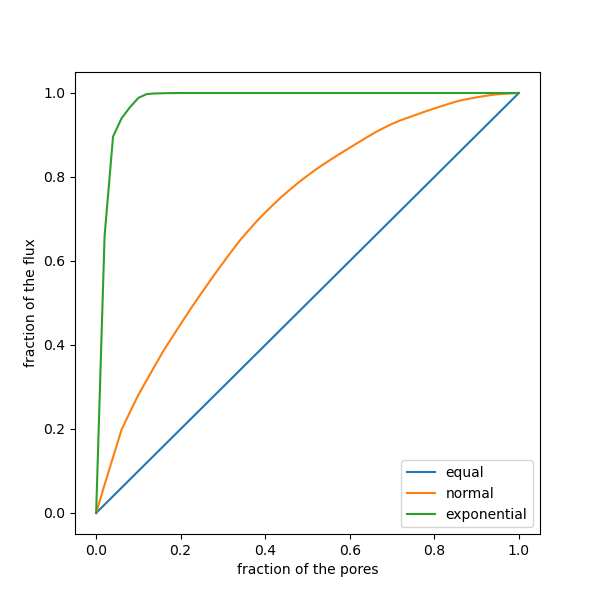 1.0
0.8
0.6
0.4
0.2
0.0
fraction of the flux
0.0 0.2 0.4 0.6 0.8 1.0
fraction of the pores
equal
normal
exponential